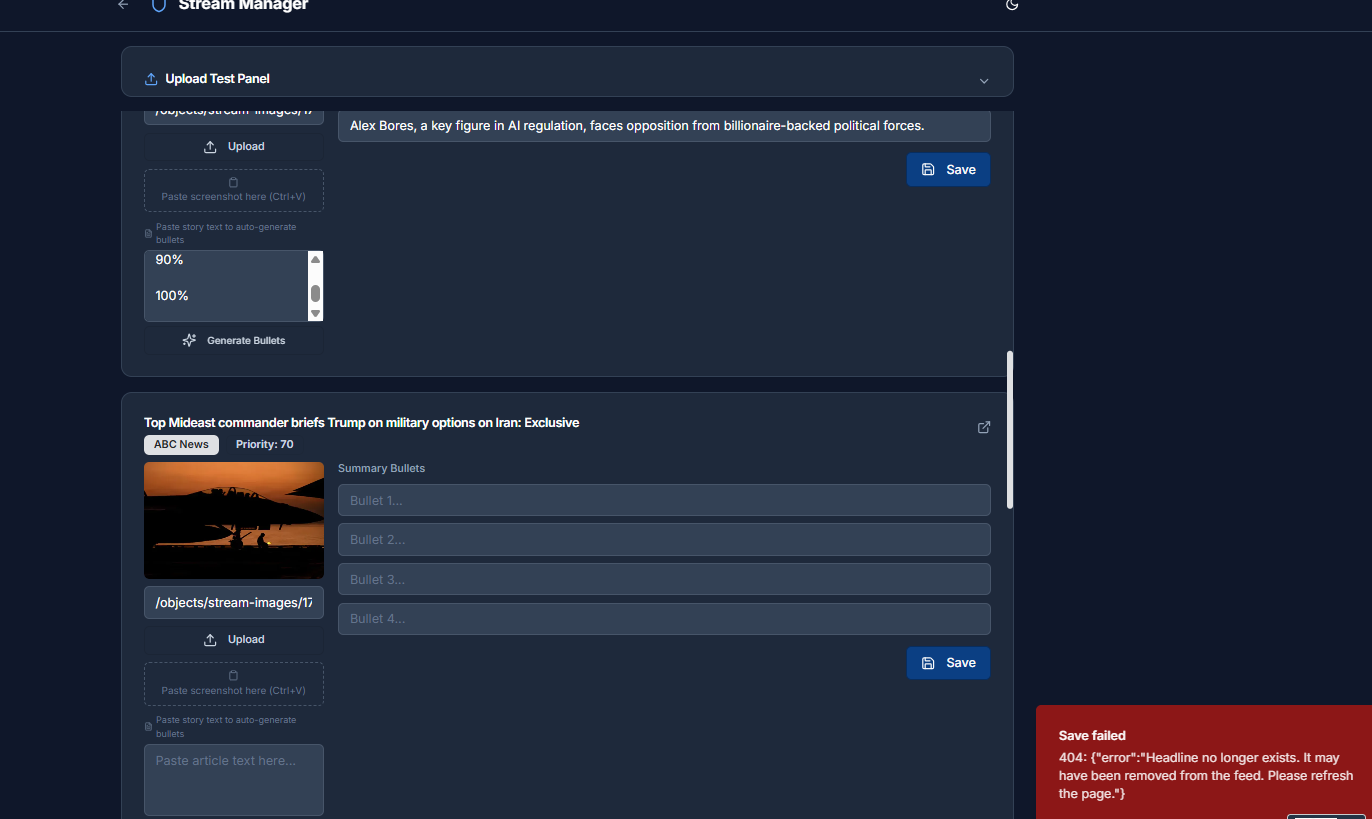 Stream Manager
Upload Test Panel
/objects/stream-images/17
Alex Bores, a key figure in AI regulation, faces opposition from billionaire-backed political forces.
Upload
Save
Paste screenshot here (Ctrl+V)
Paste story text to auto-generate
bullets
90%
100%
Generate Bullets
Top Mideast commander briefs Trump on military options on Iran: Exclusive
ABC News
Priority: 70
Summary Bullets
Bullet 1...
Bullet 2...
Bullet 3...
Bullet 4...
/objects/stream-images/17
Upload
Save
Paste screenshot here (Ctrl+V)
Paste story text to auto-generate
bullets
Paste article text here...
Save failed
404: {"error":"Headline no longer exists. It may
have been removed from the feed. Please refresh
the page."}